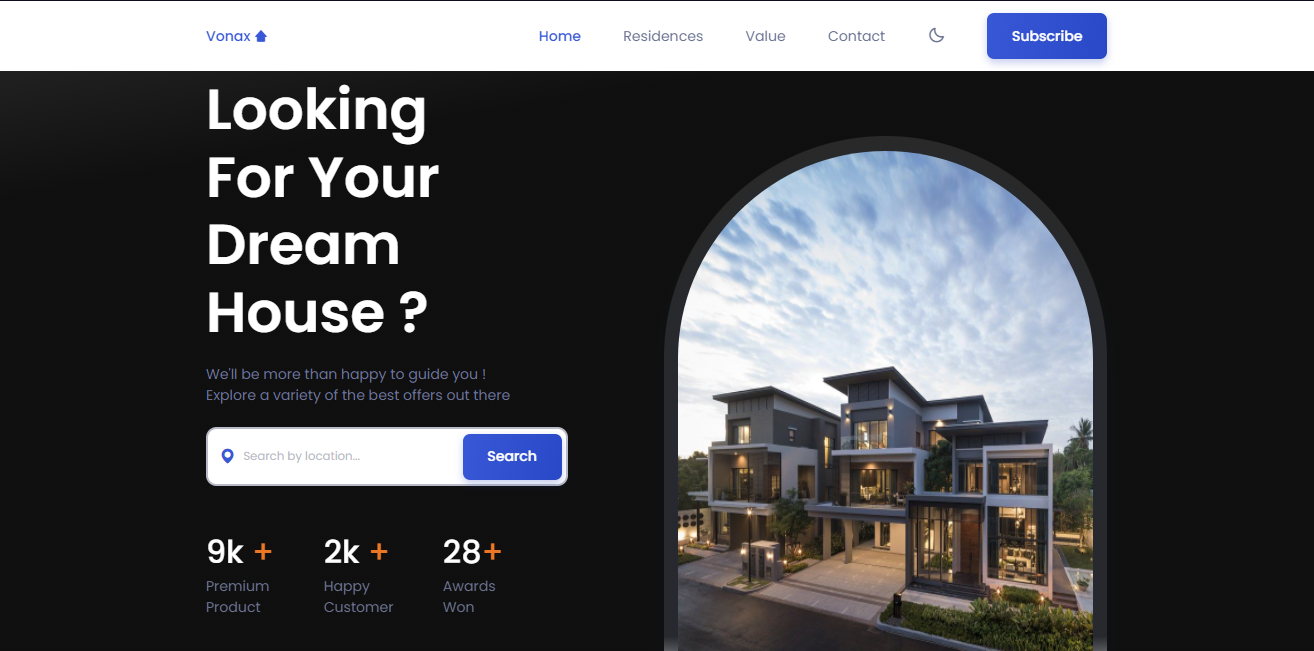 Vonax
Home
Residences
Value
Contact
Subscribe
Looking
For Your
Dream
House ?
We'll be more than happy to guide you !
Explore a variety of the best offers out there
Search by location...
Search
9k +
Premium
Product
2k +
Happy
Customer
28+
Awards
Won